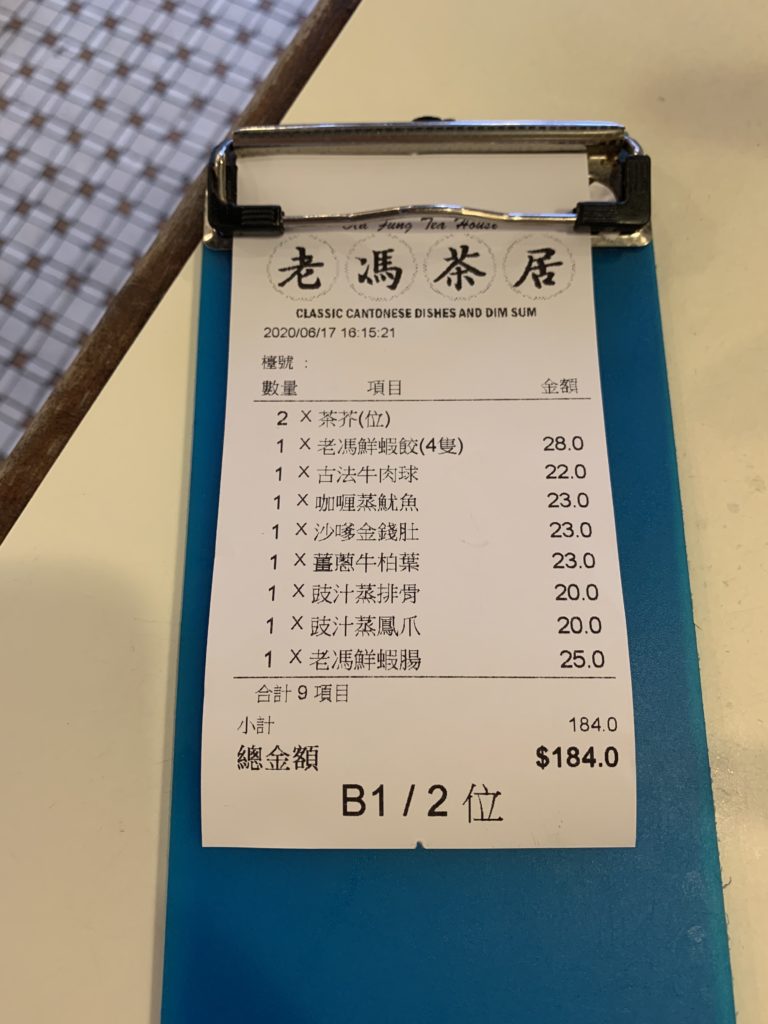 Fung Tea House
老馮茶居
CLASSIC CANTONESE DISHES AND DIM SUM
2020/06/17 16:15:21
檯號 :
數量 項目 金額
2 X 茶芥(位)
1 X 老馮鮮蝦餃(4隻) 28.0
1 X 古法牛肉球 22.0
1 X 咖喱蒸魷魚 23.0
1 X 沙嗲金錢肚 23.0
1 X 薑蔥牛柏葉 23.0
1 X 豉汁蒸排骨 20.0
1 X 豉汁蒸鳳爪 20.0
1 X 老馮鮮蝦腸 25.0
合計 9 項目
小計 184.0
總金額 $184.0
B1 / 2 位